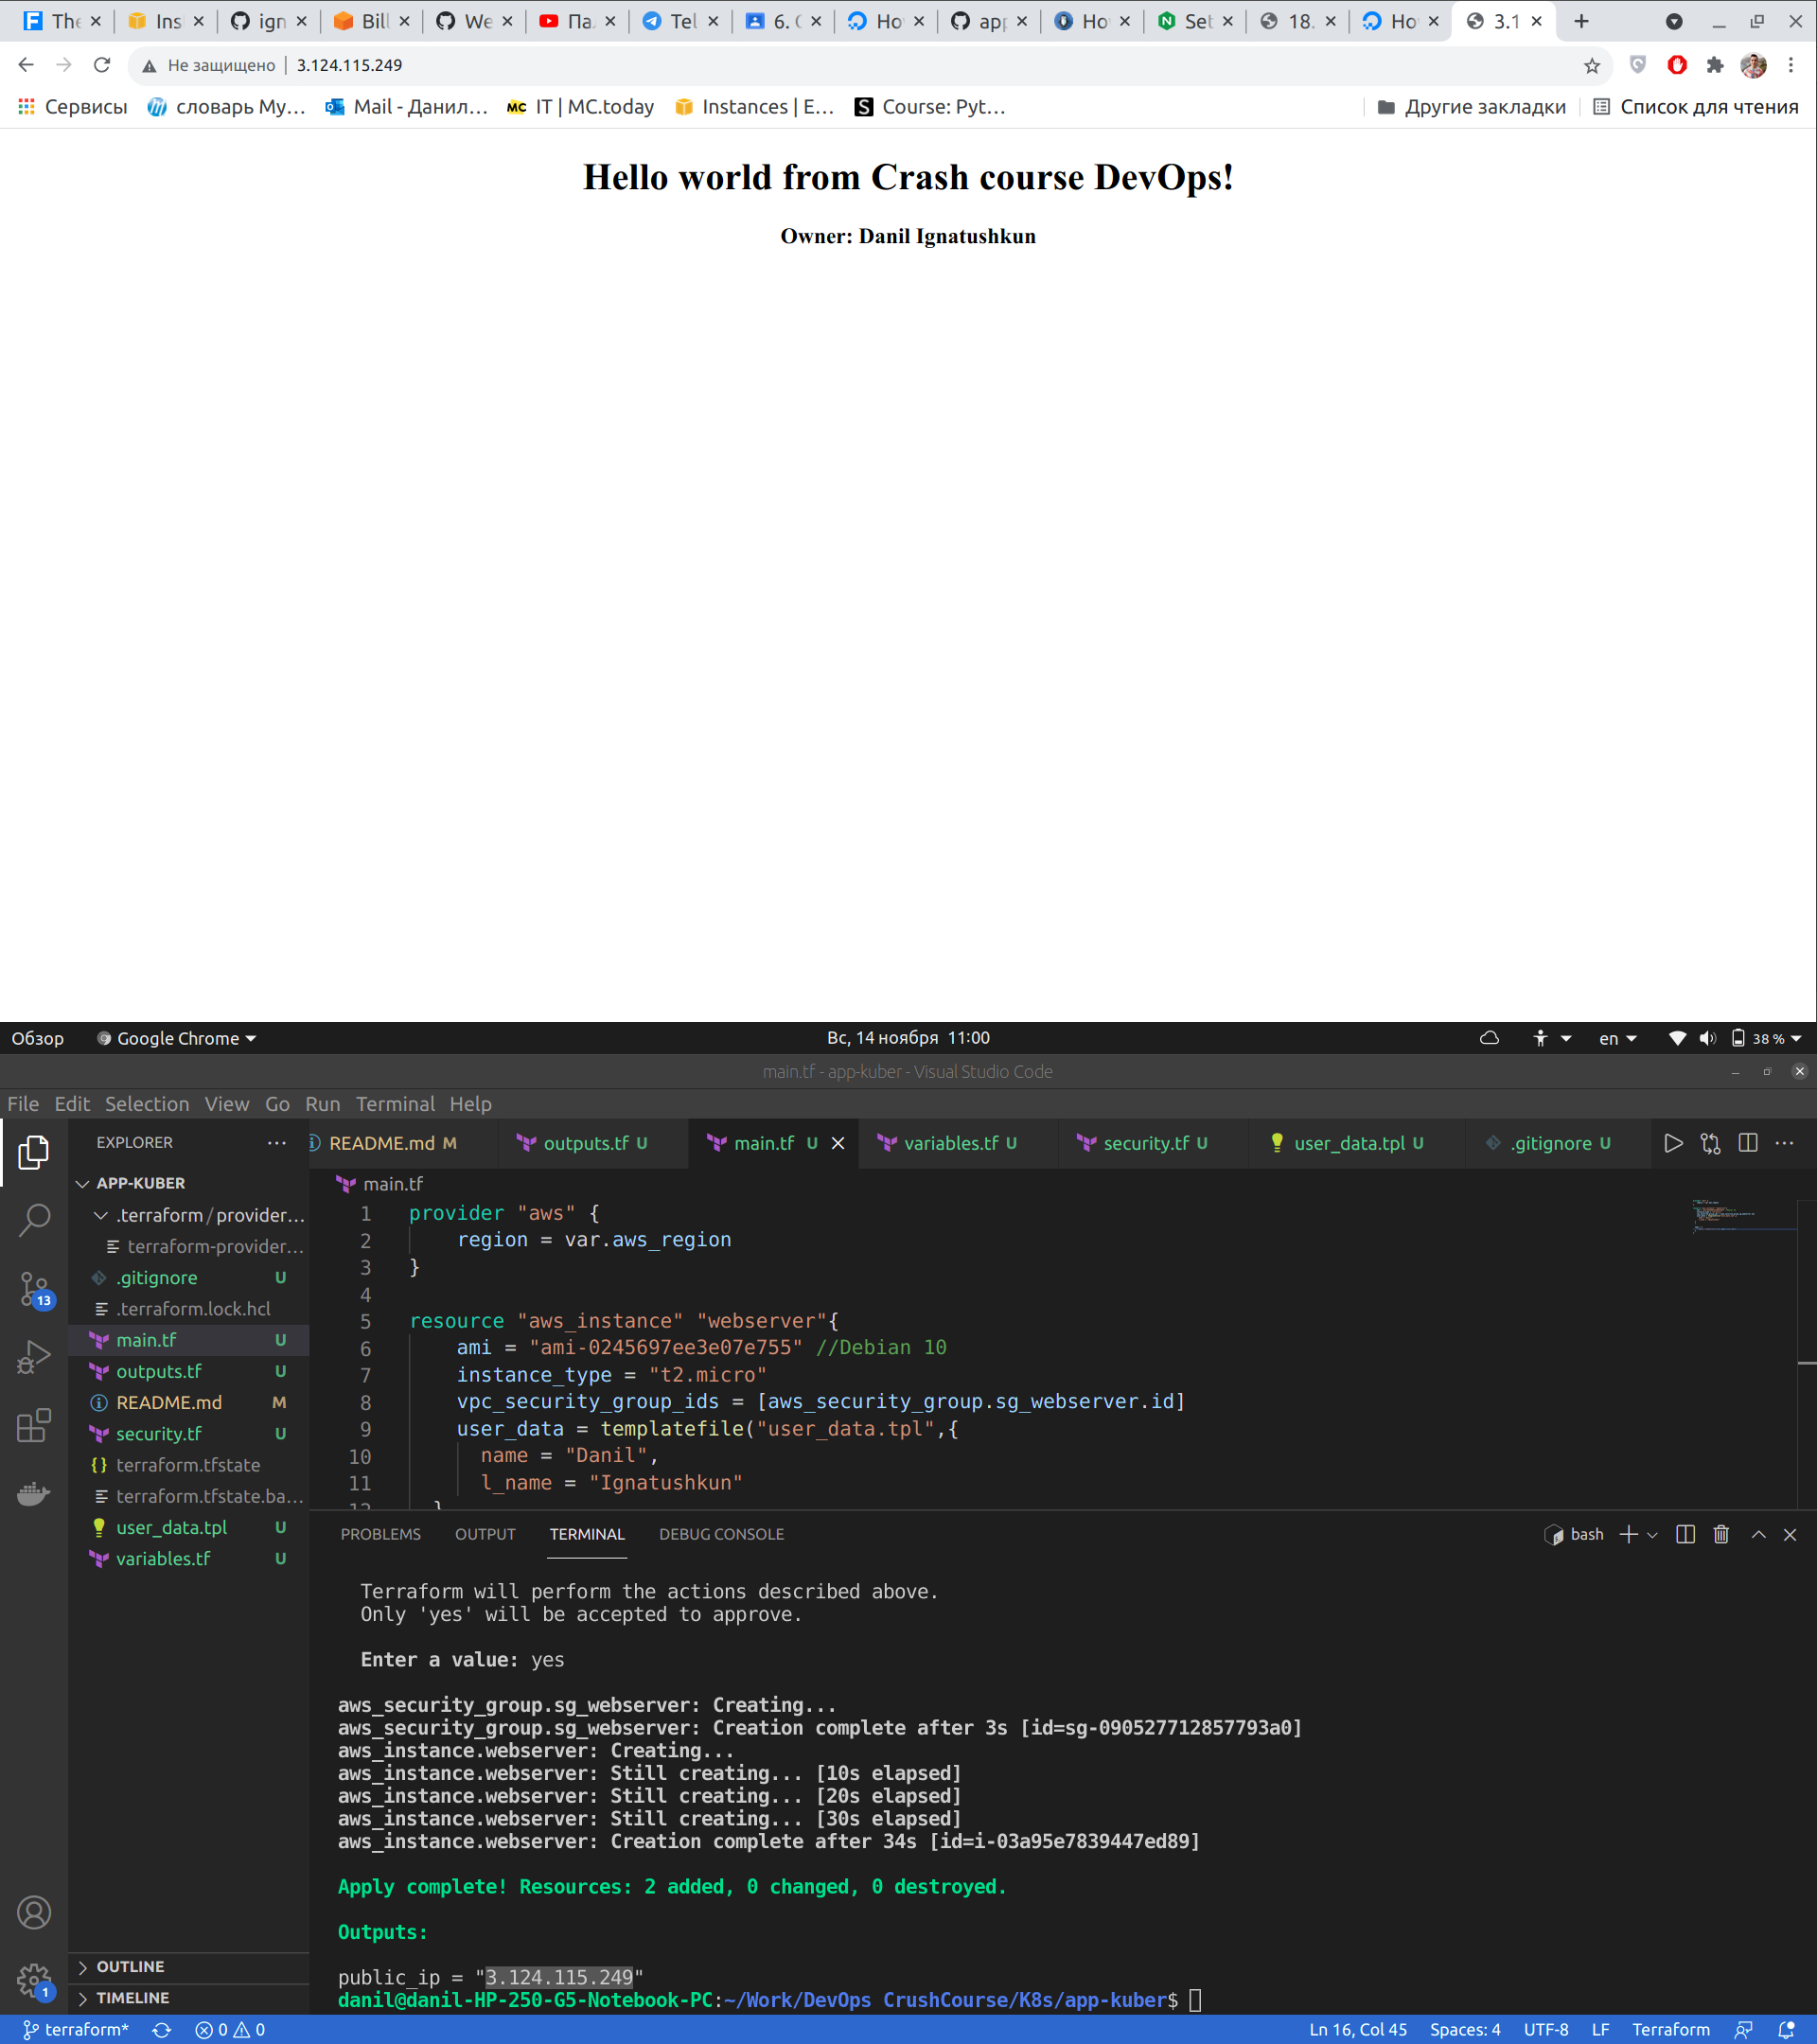 The Ins ign Bill We Па Tel 6. Ho app Ho Set 18. Ho 3.1
Не защищено 3.124.115.249
Сервисы словарь Му... Mail - Данил... IT | MC.today Instances | E... Course: Pyt... Другие закладки Список для чтения
Hello world from Crash course DevOps!
Owner: Danil Ignatushkun
Обзор Google Chrome Вс, 14 ноября 11:00 en 38 %
main.tf - app-kuber - Visual Studio Code
File Edit Selection View Go Run Terminal Help
EXPLORER ...
APP-KUBER
.terraform / provider...
terraform-provider...
.gitignore U
.terraform.lock.hcl
main.tf U
outputs.tf U
README.md M
security.tf U
terraform.tfstate
terraform.tfstate.ba...
user_data.tpl U
variables.tf U
OUTLINE
TIMELINE
13
1
README.md M outputs.tf U main.tf U variables.tf U security.tf U user_data.tpl U .gitignore U
main.tf
1 provider "aws" {
2 region = var.aws_region
3 }
4
5 resource "aws_instance" "webserver"{
6 ami = "ami-0245697ee3e07e755" //Debian 10
7 instance_type = "t2.micro"
8 vpc_security_group_ids = [aws_security_group.sg_webserver.id]
9 user_data = templatefile("user_data.tpl",{
10 name = "Danil",
11 l_name = "Ignatushkun"
12 }
PROBLEMS OUTPUT TERMINAL DEBUG CONSOLE bash
Terraform will perform the actions described above.
Only 'yes' will be accepted to approve.
Enter a value: yes
aws_security_group.sg_webserver: Creating...
aws_security_group.sg_webserver: Creation complete after 3s [id=sg-090527712857793a0]
aws_instance.webserver: Creating...
aws_instance.webserver: Still creating... [10s elapsed]
aws_instance.webserver: Still creating... [20s elapsed]
aws_instance.webserver: Still creating... [30s elapsed]
aws_instance.webserver: Creation complete after 34s [id=i-03a95e7839447ed89]
Apply complete! Resources: 2 added, 0 changed, 0 destroyed.
Outputs:
public_ip = "3.124.115.249"
danil@danil-HP-250-G5-Notebook-PC:~/Work/DevOps CrushCourse/K8s/app-kuber$
terraform* 0 0 Ln 16, Col 45 Spaces: 4 UTF-8 LF Terraform